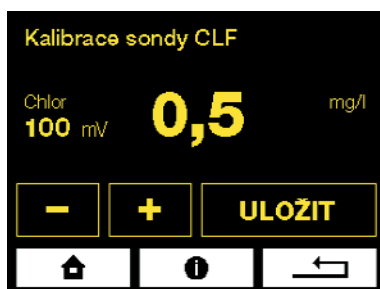 Kalibrace sondy CLF
Chlor
100 mV
0,5
mg/l
− + ULOŽIT